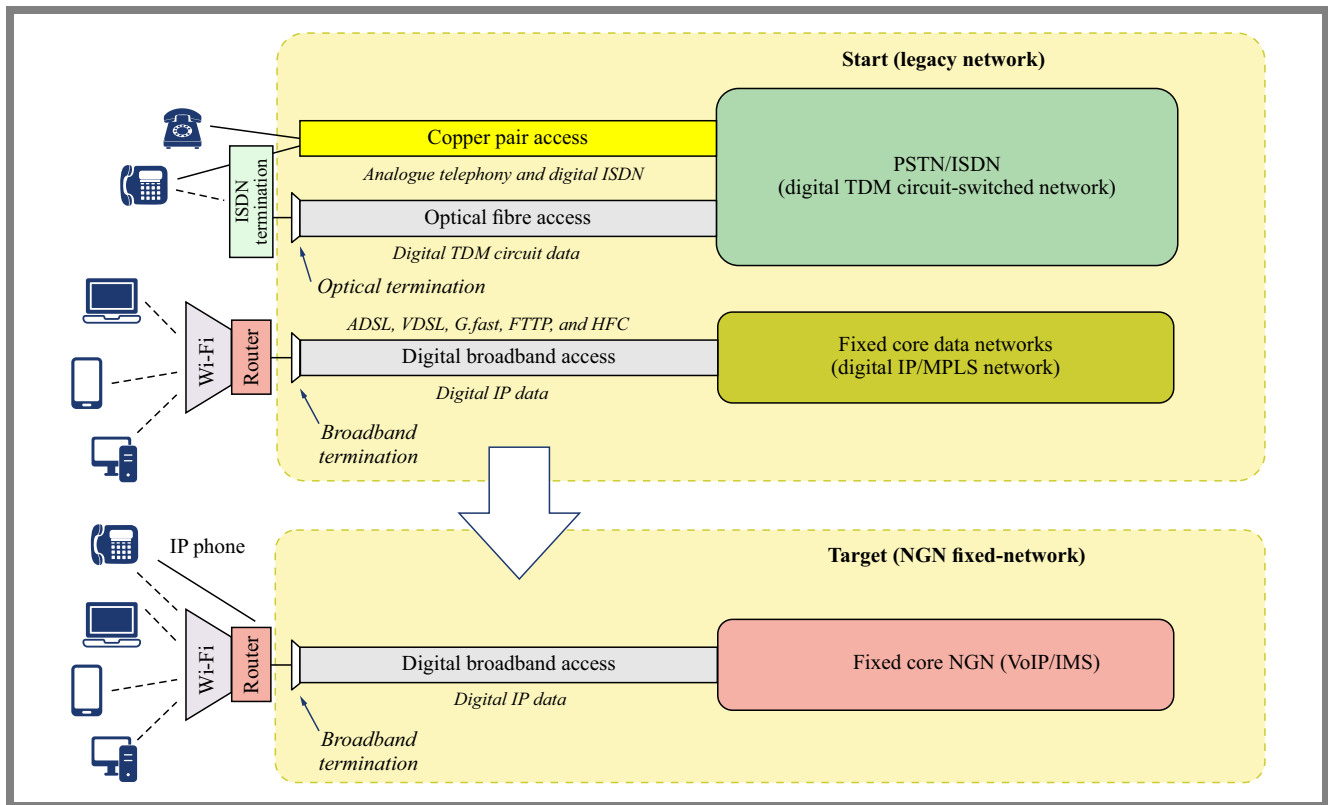 Start (legacy network)
Copper pair access
Analogue telephony and digital ISDN
ISDN
termination
PSTN/ISDN
(digital TDM circuit-switched network)
Optical fibre access
Digital TDM circuit data
Optical termination
ADSL, VDSL, G.fast, FTTP, and HFC
Wi-Fi
Router
Digital broadband access
Digital IP data
Fixed core data networks
(digital IP/MPLS network)
Broadband
termination
Target (NGN fixed-network)
IP phone
Wi-Fi
Router
Digital broadband access
Digital IP data
Fixed core NGN (VoIP/IMS)
Broadband
termination